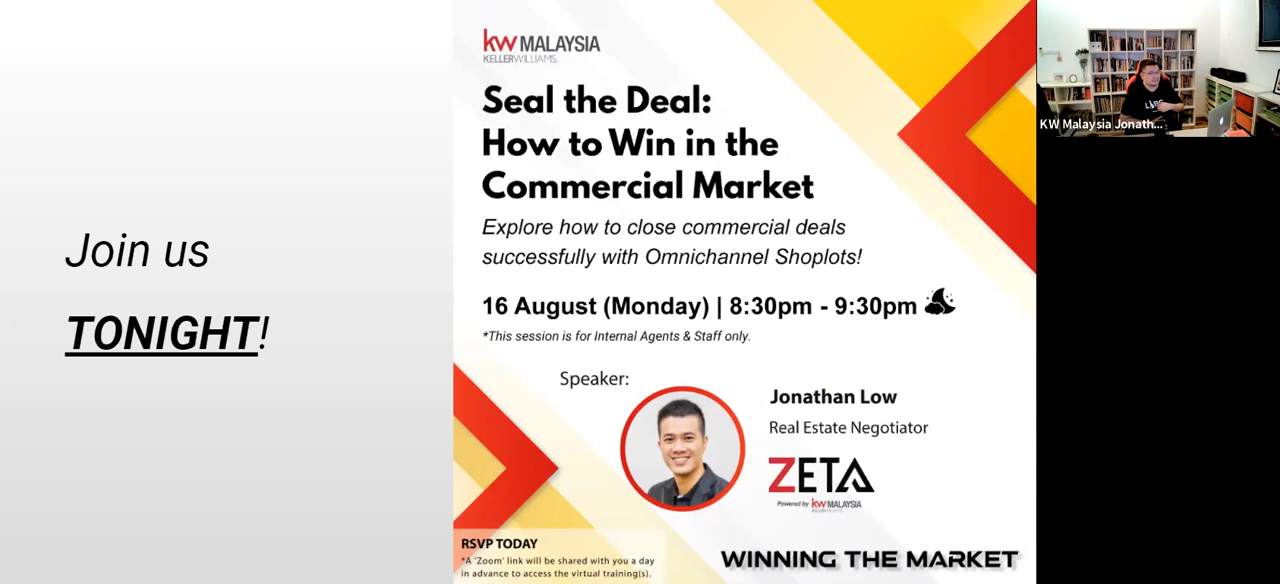 Join us
TONIGHT!
kw MALAYSIA
KELLERWILLIAMS.
Seal the Deal:
How to Win in the
Commercial Market
Explore how to close commercial deals
successfully with Omnichannel Shoplots!
16 August (Monday) | 8:30pm - 9:30pm
*This session is for Internal Agents & Staff only.
Speaker:
Jonathan Low
Real Estate Negotiator
ZETA
Powered by kw MALAYSIA
KELLERWILLIAMS
RSVP TODAY
*A 'Zoom' link will be shared with you a day
in advance to access the virtual training(s).
WINNING THE MARKET
KW Malaysia Jonath...